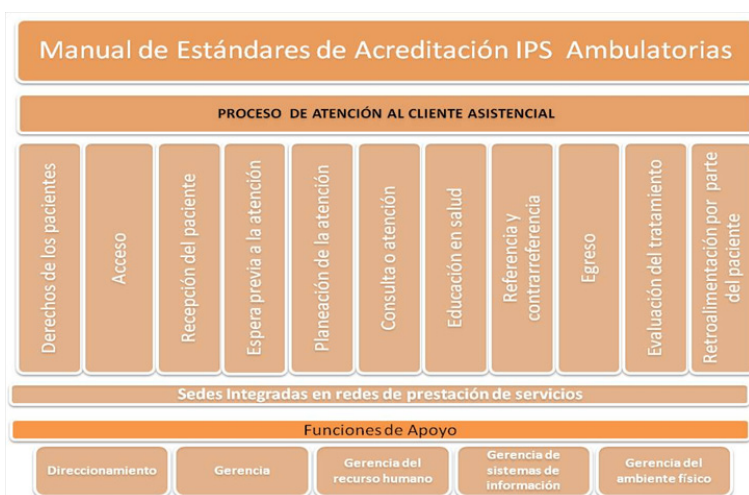 Manual de Estándares de Acreditación IPS Ambulatorias
PROCESO DE ATENCIÓN AL CLIENTE ASISTENCIAL
Derechos de los pacientes
Acceso
Recepción del paciente
Espera previa a la atención
Planeación de la atención
Consulta o atención
Educación en salud
Referencia y
contrarreferencia
Egreso
Evaluación del tratamiento
Retroalimentación por parte
del paciente
Sedes Integradas en redes de prestación de servicios
Funciones de Apoyo
Direccionamiento
Gerencia
Gerencia del
recurso humano
Gerencia de
sistemas de
información
Gerencia del
ambiente físico